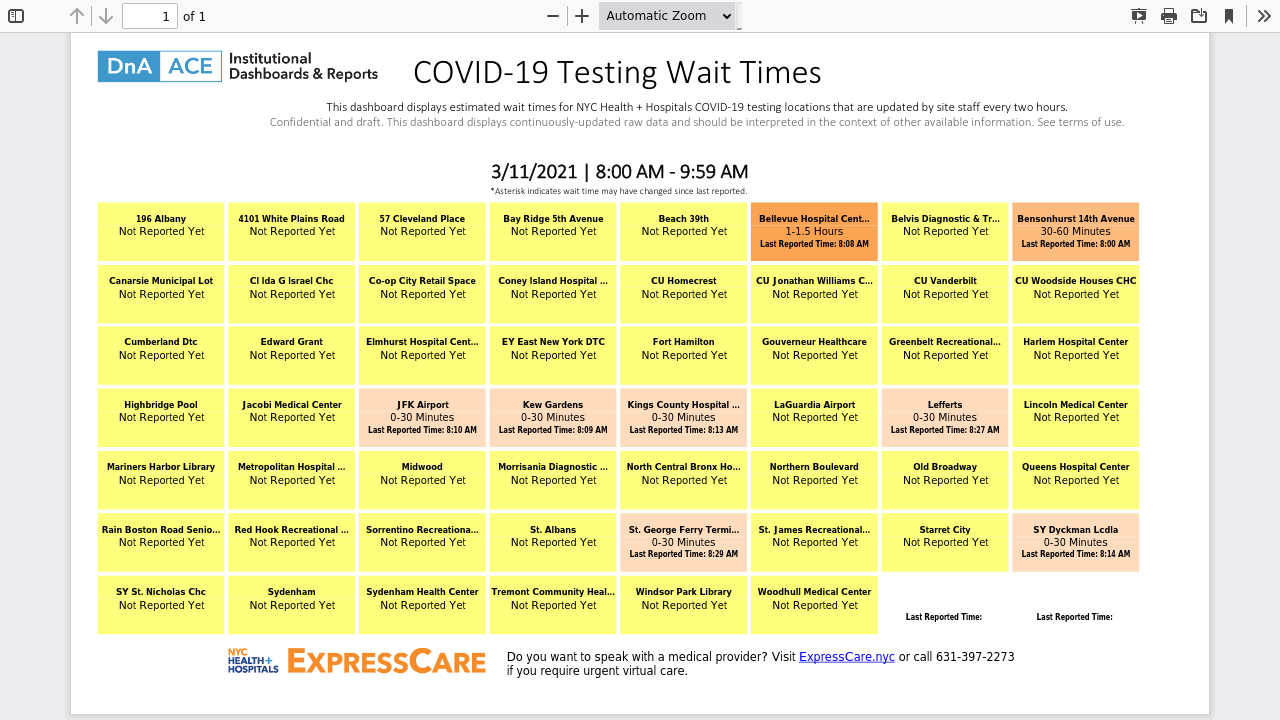 1 of 1 Automatic Zoom
DnA ACE Institutional
Dashboards & Reports
COVID-19 Testing Wait Times
This dashboard displays estimated wait times for NYC Health + Hospitals COVID-19 testing locations that are updated by site staff every two hours.
Confidential and draft. This dashboard displays continuously-updated raw data and should be interpreted in the context of other available information. See terms of use.
3/11/2021 | 8:00 AM - 9:59 AM
*Asterisk indicates wait time may have changed since last reported.
196 Albany 4101 White Plains Road 57 Cleveland Place Bay Ridge 5th Avenue Beach 39th Bellevue Hospital Cent... Belvis Diagnostic & Tr... Bensonhurst 14th Avenue
Not Reported Yet Not Reported Yet Not Reported Yet Not Reported Yet Not Reported Yet 1-1.5 Hours Not Reported Yet 30-60 Minutes
Last Reported Time: 8:08 AM Last Reported Time: 8:00 AM
Canarsie Municipal Lot CI Ida G Israel Chc Co-op City Retail Space Coney Island Hospital ... CU Homecrest CU Jonathan Williams C... CU Vanderbilt CU Woodside Houses CHC
Not Reported Yet Not Reported Yet Not Reported Yet Not Reported Yet Not Reported Yet Not Reported Yet Not Reported Yet Not Reported Yet
Cumberland Dtc Edward Grant Elmhurst Hospital Cent... EY East New York DTC Fort Hamilton Gouverneur Healthcare Greenbelt Recreational... Harlem Hospital Center
Not Reported Yet Not Reported Yet Not Reported Yet Not Reported Yet Not Reported Yet Not Reported Yet Not Reported Yet Not Reported Yet
Highbridge Pool Jacobi Medical Center JFK Airport Kew Gardens Kings County Hospital ... LaGuardia Airport Lefferts Lincoln Medical Center
Not Reported Yet Not Reported Yet 0-30 Minutes 0-30 Minutes 0-30 Minutes Not Reported Yet 0-30 Minutes Not Reported Yet
Last Reported Time: 8:10 AM Last Reported Time: 8:09 AM Last Reported Time: 8:13 AM Last Reported Time: 8:27 AM
Mariners Harbor Library Metropolitan Hospital ... Midwood Morrisania Diagnostic ... North Central Bronx Ho... Northern Boulevard Old Broadway Queens Hospital Center
Not Reported Yet Not Reported Yet Not Reported Yet Not Reported Yet Not Reported Yet Not Reported Yet Not Reported Yet Not Reported Yet
Rain Boston Road Senio... Red Hook Recreational ... Sorrentino Recreationa... St. Albans St. George Ferry Termi... St. James Recreational... Starret City SY Dyckman Lcdla
Not Reported Yet Not Reported Yet Not Reported Yet Not Reported Yet 0-30 Minutes Not Reported Yet Not Reported Yet 0-30 Minutes
Last Reported Time: 8:29 AM Last Reported Time: 8:14 AM
SY St. Nicholas Chc Sydenham Sydenham Health Center Tremont Community Heal... Windsor Park Library Woodhull Medical Center
Not Reported Yet Not Reported Yet Not Reported Yet Not Reported Yet Not Reported Yet Not Reported Yet
Last Reported Time: Last Reported Time:
NYC
HEALTH+
HOSPITALS
EXPRESSCARE
Do you want to speak with a medical provider? Visit ExpressCare.nyc or call 631-397-2273
if you require urgent virtual care.